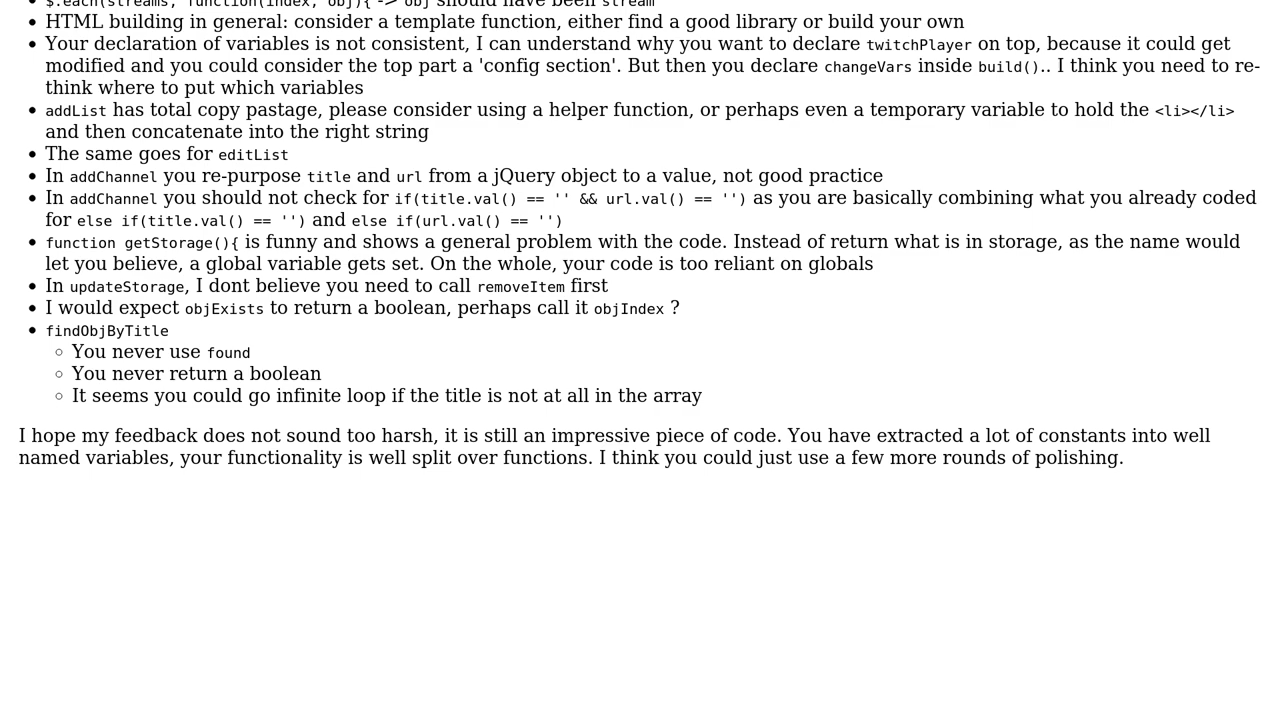 $.each(streams, function(index, obj){ -> obj should have been stream
HTML building in general: consider a template function, either find a good library or build your own
Your declaration of variables is not consistent, I can understand why you want to declare twitchPlayer on top, because it could get
modified and you could consider the top part a 'config section'. But then you declare changeVars inside build().. I think you need to re-
think where to put which variables
addList has total copy pastage, please consider using a helper function, or perhaps even a temporary variable to hold the <li></li>
and then concatenate into the right string
The same goes for editList
In addChannel you re-purpose title and url from a jQuery object to a value, not good practice
In addChannel you should not check for if(title.val() == '' && url.val() == '') as you are basically combining what you already coded
for else if(title.val() == '') and else if(url.val() == '')
function getStorage(){ is funny and shows a general problem with the code. Instead of return what is in storage, as the name would
let you believe, a global variable gets set. On the whole, your code is too reliant on globals
In updateStorage, I dont believe you need to call removeItem first
I would expect objExists to return a boolean, perhaps call it objIndex ?
findObjByTitle
You never use found
You never return a boolean
It seems you could go infinite loop if the title is not at all in the array
I hope my feedback does not sound too harsh, it is still an impressive piece of code. You have extracted a lot of constants into well
named variables, your functionality is well split over functions. I think you could just use a few more rounds of polishing.